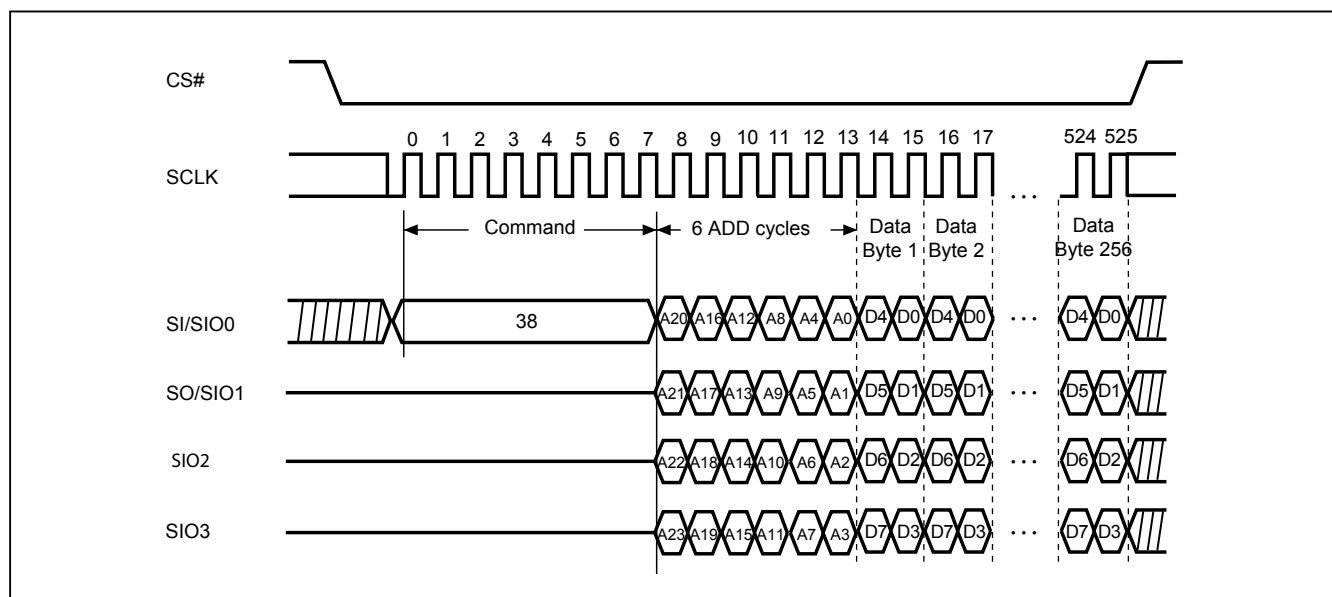 CS#
0 1 2 3 4 5 6 7 8 9 10 11 12 13 14 15 16 17 524 525
SCLK
...
Command 6 ADD cycles Data Byte 1 Data Byte 2 Data Byte 256
SI/SIO0 38 A20 A16 A12 A8 A4 A0 D4 D0 D4 D0 ... D4 D0
SO/SIO1 A21 A17 A13 A9 A5 A1 D5 D1 D5 D1 ... D5 D1
SIO2 A22 A18 A14 A10 A6 A2 D6 D2 D6 D2 ... D6 D2
SIO3 A23 A19 A15 A11 A7 A3 D7 D3 D7 D3 ... D7 D3